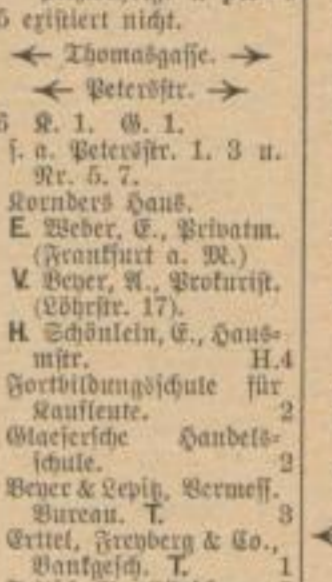 5 existiert nicht.
← Thomasgasse. →
← Petersstr. →
6 K. 1. G. 1.
s. a. Petersstr. 1. 3 u.
Nr. 5. 7.
Kornders Haus.
E. Weber, E., Privatm.
(Frankfurt a. M.)
V. Beyer, A., Prokurist.
(Löhrstr. 17).
H. Schönlein, E., Haus-
mstr. H.4
Fortbildungsschule für
Kaufleute. 2
Glaesersche Handels-
schule. 2
Beyer & Lepitz, Vermess.
Bureau. T. 3
Erttel, Freyberg & Co.,
Bankgesch. T. 1